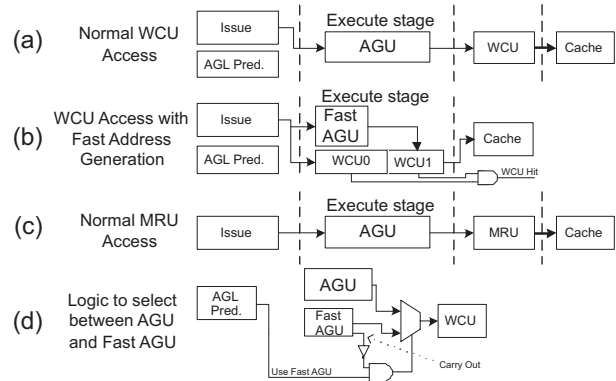 (a)
Normal WCU
Access
Issue
AGL Pred.
Execute stage
AGU
WCU
Cache
(b)
WCU Access with
Fast Address
Generation
Issue
AGL Pred.
Execute stage
Fast
AGU
WCU0
WCU1
Cache
WCU Hit
(c)
Normal MRU
Access
Issue
Execute stage
AGU
MRU
Cache
(d)
Logic to select
between AGU
and Fast AGU
AGL
Pred.
AGU
Fast
AGU
WCU
Carry Out
Use Fast AGU